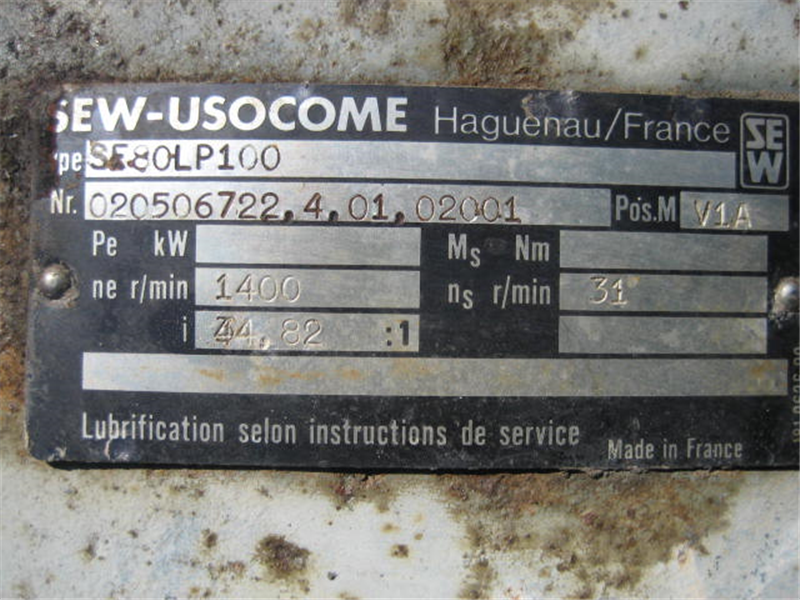 SEW-USOCOME Haguenau/France SEW
Type SF80LP100
Nr. 020506722.4.01.02001 Pos.M V1A
Pe kW Ms Nm
ne r/min 1400 ns r/min 31
i 44.82 :1
Lubrification selon instructions de service
Made in France